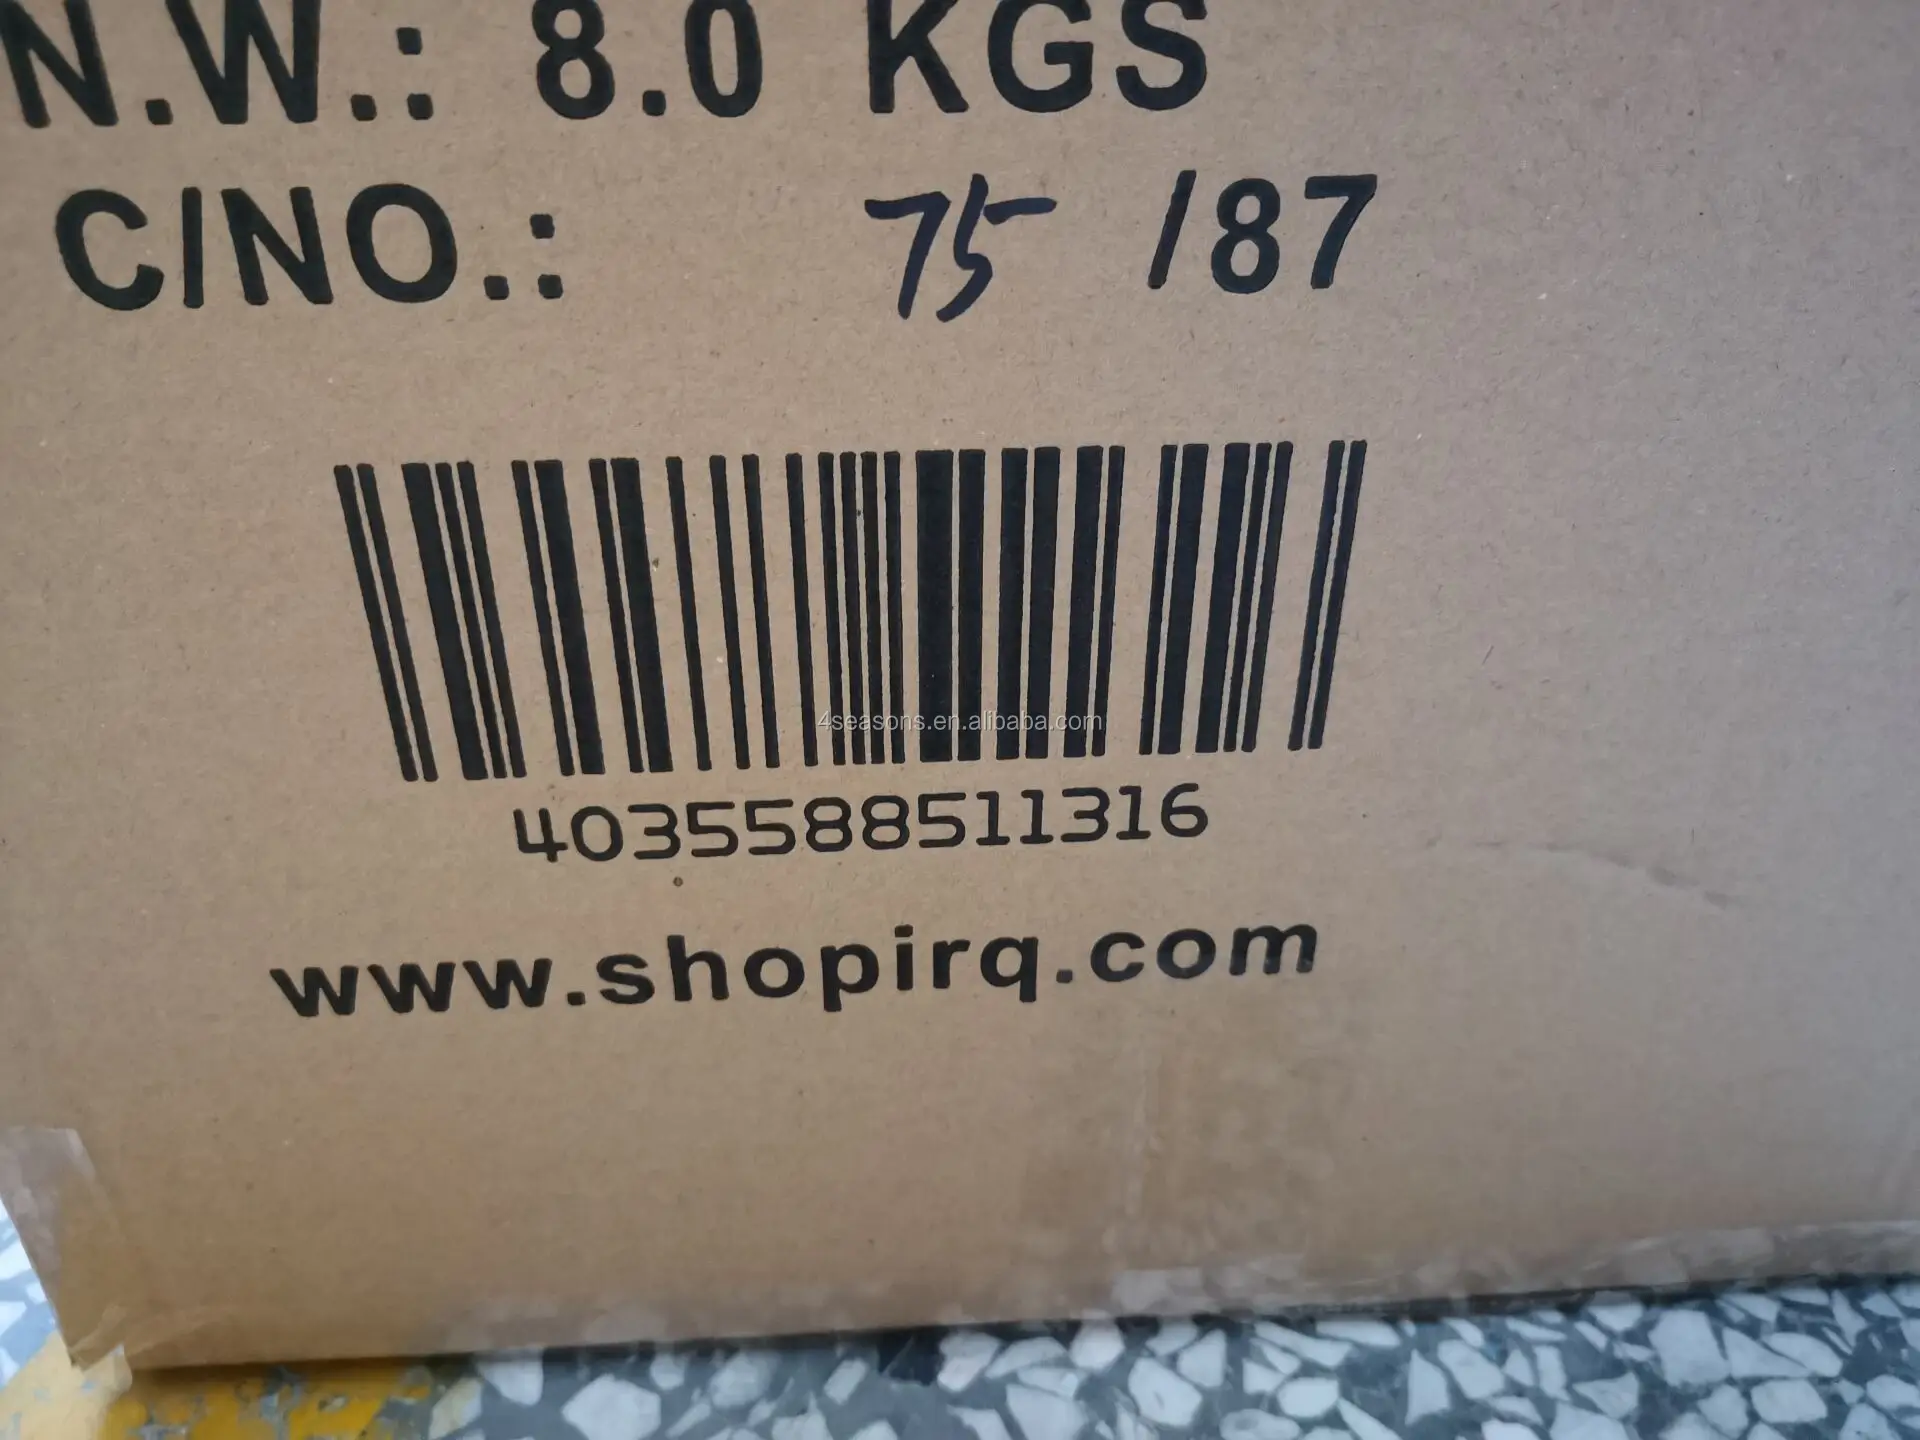 N.W.: 8.0 KGS
C/NO.: 75 /87
4seasons.en.alibaba.com
4035588511316
www.shopirq.com